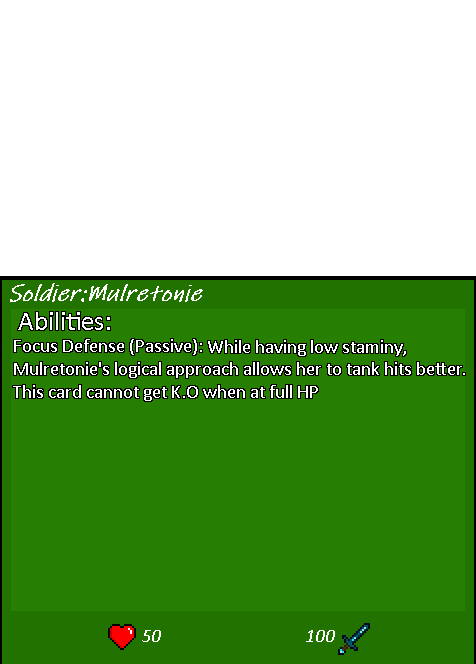 Soldier:Mulretonie
Abilities:
Focus Defense (Passive): While having low staminy,
Mulretonie's logical approach allows her to tank hits better.
This card cannot get K.O when at full HP
50
100